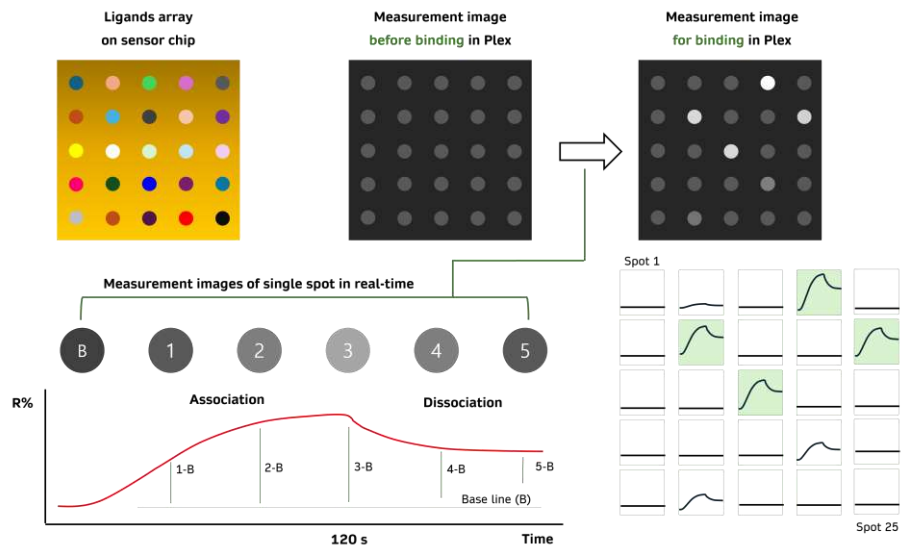 Ligands array
on sensor chip
Measurement image
before binding in Plex
Measurement image
for binding in Plex
Spot 1
Measurement images of single spot in real-time
B
1
2
3
4
5
R%
Association
Dissociation
1-B
2-B
3-B
4-B
5-B
Base line (B)
120 s
Time
Spot 25